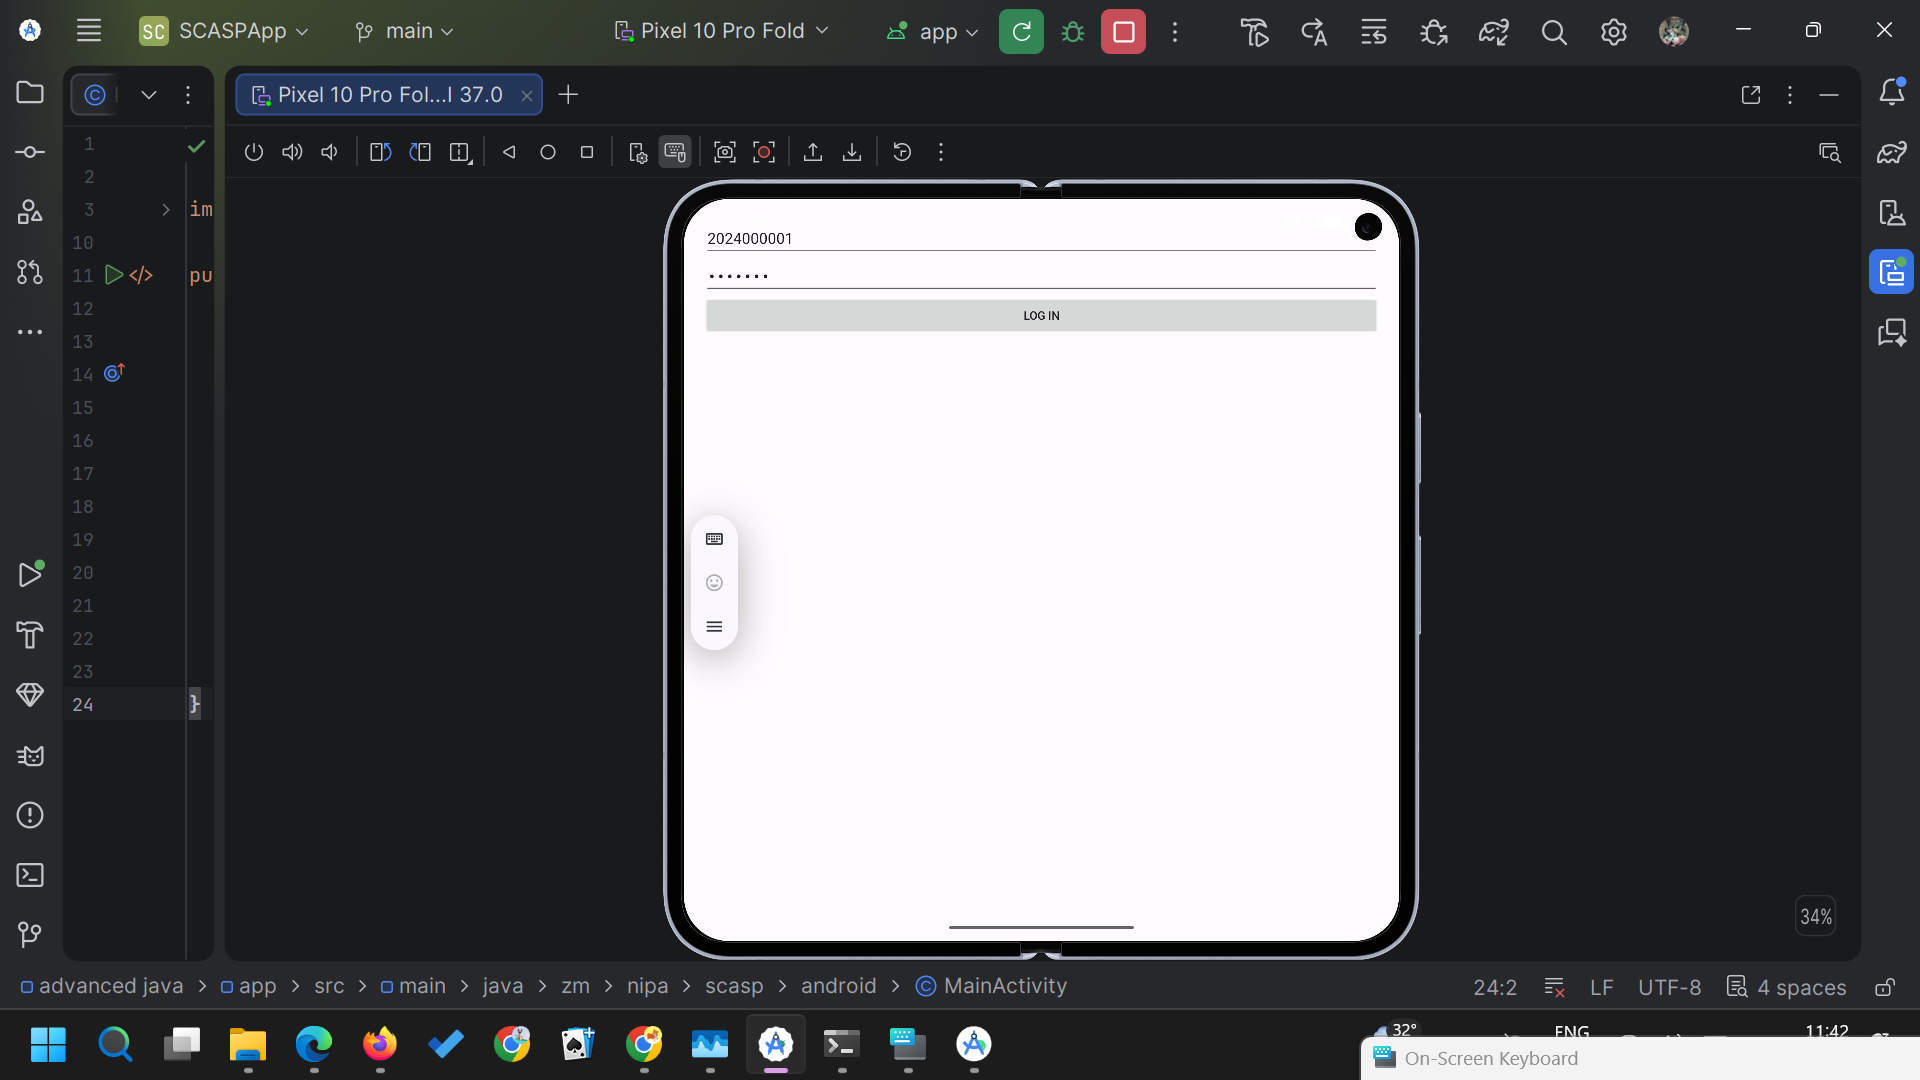 SC SCASPApp main Pixel 10 Pro Fold app
Pixel 10 Pro Fol...l 37.0
1
2
3 im
10
11 </> pu
12
13
14
15
16
17
18
19
20
21
22
23
24 }
2024000001
•••••••
LOG IN
34%
advanced java > app > src > main > java > zm > nipa > scasp > android > MainActivity
24:2 LF UTF-8 4 spaces
32° ENG 11:42
On-Screen Keyboard